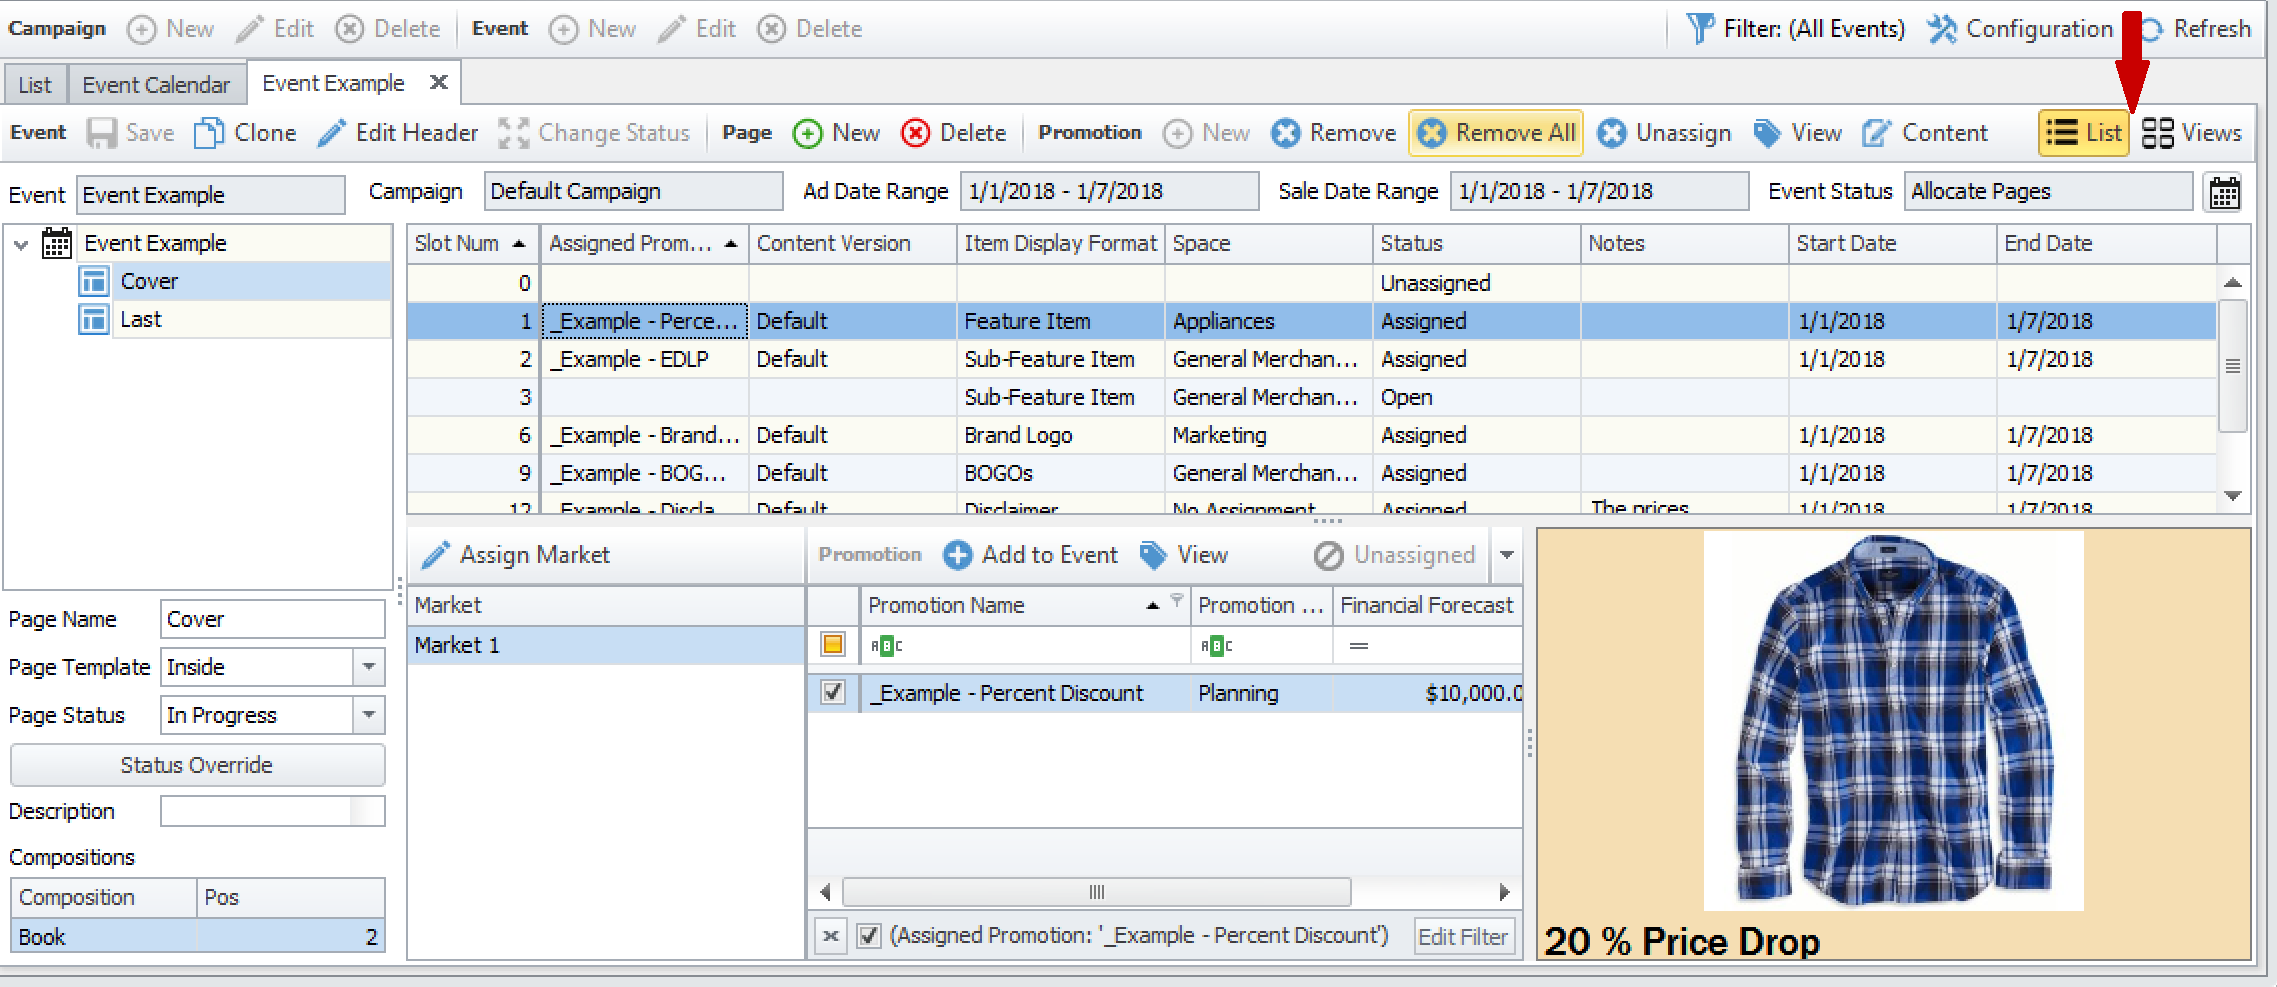 Campaign New Edit Delete Event New Edit Delete Filter: (All Events) Configuration Refresh
List Event Calendar Event Example
Event Save Clone Edit Header Change Status Page New Delete Promotion New Remove Remove All Unassign View Content List Views
Event Event Example Campaign Default Campaign Ad Date Range 1/1/2018 - 1/7/2018 Sale Date Range 1/1/2018 - 1/7/2018 Event Status Allocate Pages
Event Example
Cover
Last
Slot Num Assigned Prom... Content Version Item Display Format Space Status Notes Start Date End Date
0 Unassigned
1 _Example - Perce... Default Feature Item Appliances Assigned 1/1/2018 1/7/2018
2 _Example - EDLP Default Sub-Feature Item General Merchan... Assigned 1/1/2018 1/7/2018
3 Sub-Feature Item General Merchan... Open
6 _Example - Brand... Default Brand Logo Marketing Assigned 1/1/2018 1/7/2018
9 _Example - BOG... Default BOGOs General Merchan... Assigned 1/1/2018 1/7/2018
12 _Example - Discla... Default Disclaimer No Assignment Assigned The prices 1/1/2018 1/7/2018
Page Name Cover
Page Template Inside
Page Status In Progress
Status Override
Description
Compositions
Composition Pos
Book 2
Assign Market
Market
Market 1
Promotion Add to Event View Unassigned
Promotion Name Promotion ... Financial Forecast
ABC ABC =
_Example - Percent Discount Planning $10,000.0
(Assigned Promotion: '_Example - Percent Discount') Edit Filter
20 % Price Drop